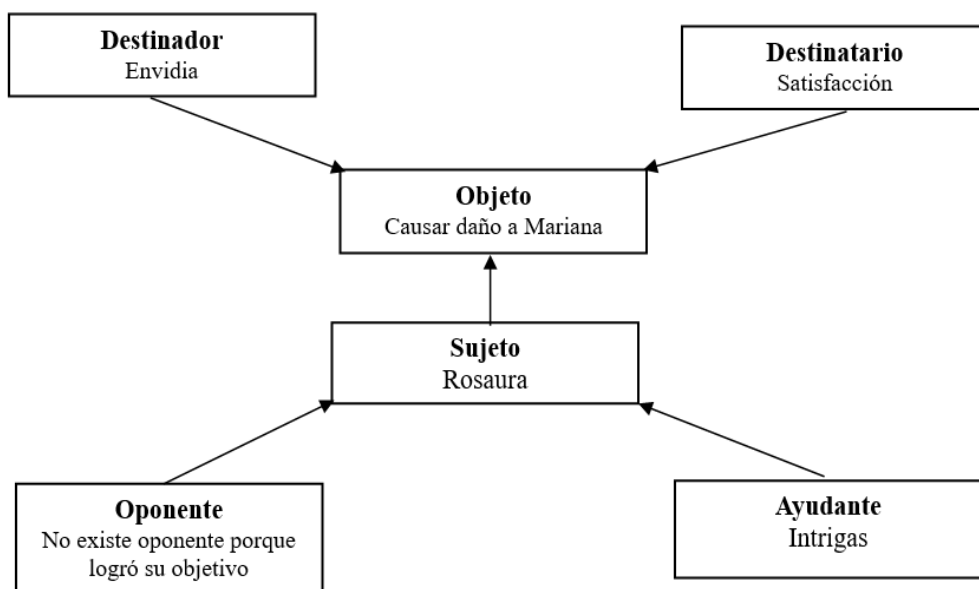 Destinador
Envidia
Destinatario
Satisfacción
Objeto
Causar daño a Mariana
Sujeto
Rosaura
Oponente
No existe oponente porque
logró su objetivo
Ayudante
Intrigas